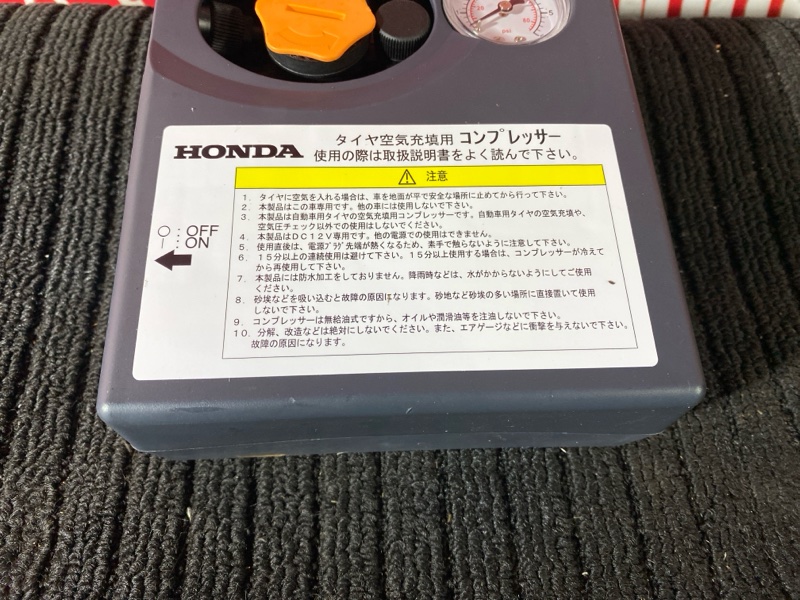 タイヤ空気充填用 コンプレッサー
HONDA 使用の際は取扱説明書をよく読んで下さい。
注意
1. タイヤに空気を入れる場合は、車を地面が平で安全な場所に止めてから行って下さい。
2. 本製品はこの車専用です。他の車には使用しないで下さい。
3. 本製品は自動車用タイヤの空気充填用コンプレッサーです。自動車用タイヤの空気充填や、
空気圧チェック以外での使用はしないでください。
4. 本製品はDC12V専用です。他の電源での使用はできません。
5. 使用直後は、電源プラグ先端が熱くなるため、素手で触らないように注意して下さい。
6. 15分以上の連続使用は避けて下さい。15分以上使用する場合は、コンプレッサーが冷えて
から再使用して下さい。
7. 本製品には防水加工をしておりません。降雨時などは、水がかからないようにしてご使用
ください。
8. 砂埃などを吸い込むと故障の原因になります。砂地など砂埃の多い場所に直接置いて使用
しないで下さい。
9. コンプレッサーは無給油式ですから、オイルや潤滑油等を注油しないで下さい。
10. 分解、改造などは絶対にしないでください。また、エアゲージなどに衝撃を与えないで下さい。
故障の原因になります。
○ : OFF
| : ON